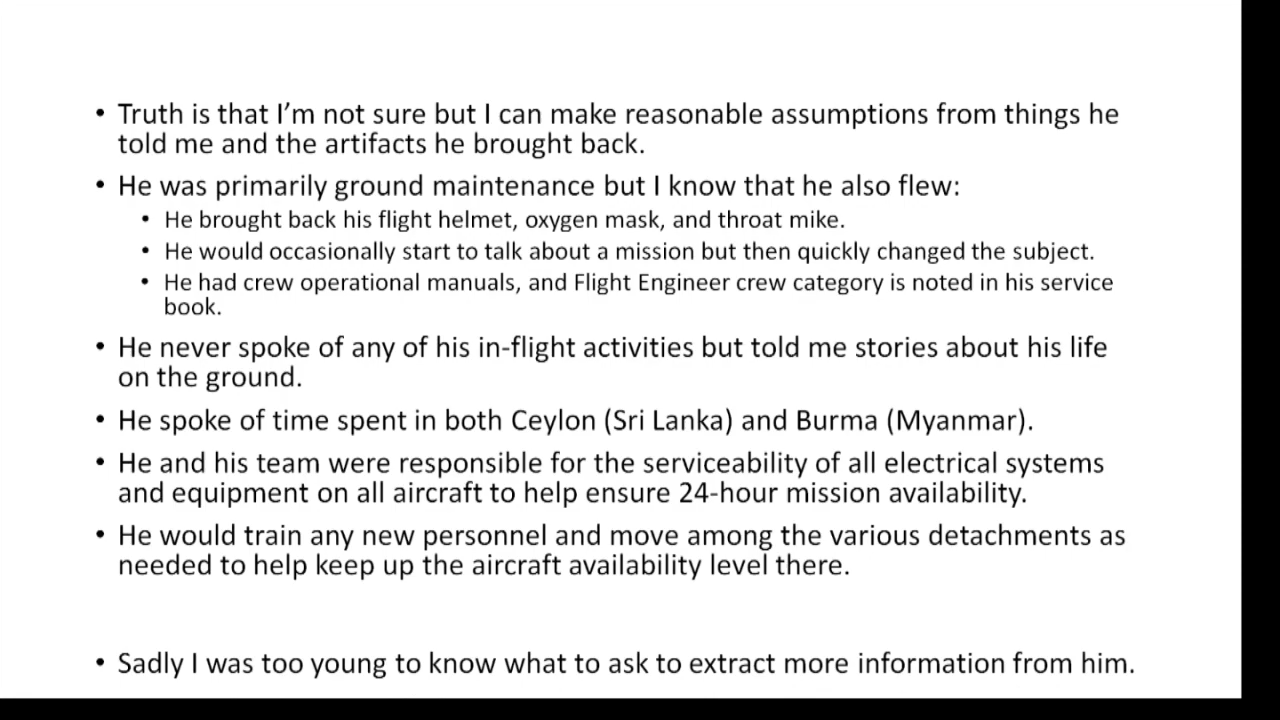 • Truth is that I’m not sure but I can make reasonable assumptions from things he
told me and the artifacts he brought back.
• He was primarily ground maintenance but I know that he also flew:
• He brought back his flight helmet, oxygen mask, and throat mike.
• He would occasionally start to talk about a mission but then quickly changed the subject.
• He had crew operational manuals, and Flight Engineer crew category is noted in his service
book.
• He never spoke of any of his in-flight activities but told me stories about his life
on the ground.
• He spoke of time spent in both Ceylon (Sri Lanka) and Burma (Myanmar).
• He and his team were responsible for the serviceability of all electrical systems
and equipment on all aircraft to help ensure 24-hour mission availability.
• He would train any new personnel and move among the various detachments as
needed to help keep up the aircraft availability level there.
• Sadly I was too young to know what to ask to extract more information from him.